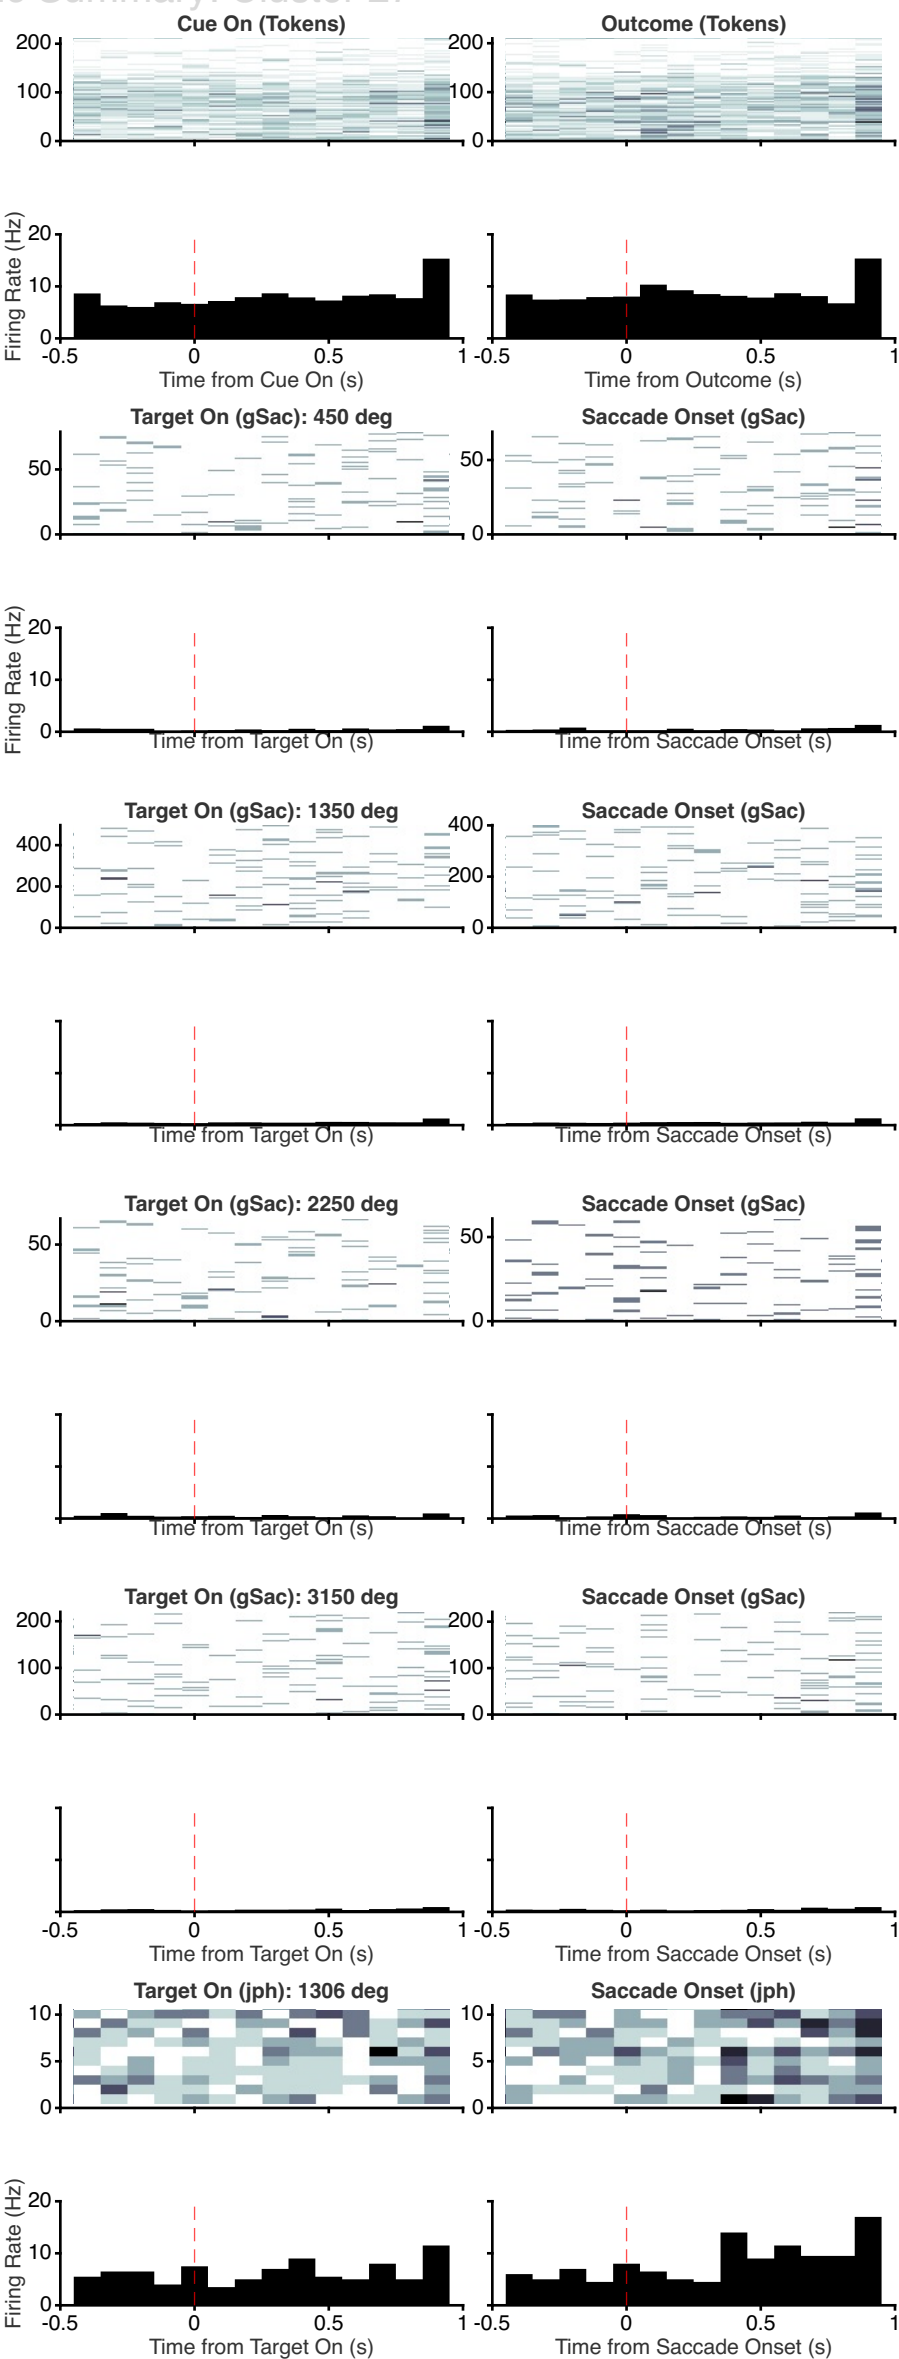 Summary: Cluster 27
Cue On (Tokens) Outcome (Tokens)
200 200
100 100
0 0
Firing Rate (Hz)
20
10
0
-0.5 0 0.5 1 -0.5 0 0.5 1
Time from Cue On (s) Time from Outcome (s)
Target On (gSac): 450 deg Saccade Onset (gSac)
50 50
0 0
Firing Rate (Hz)
20
10
0
Time from Target On (s) Time from Saccade Onset (s)
Target On (gSac): 1350 deg Saccade Onset (gSac)
400 400
200 200
0 0
Time from Target On (s) Time from Saccade Onset (s)
Target On (gSac): 2250 deg Saccade Onset (gSac)
50 50
0 0
Time from Target On (s) Time from Saccade Onset (s)
Target On (gSac): 3150 deg Saccade Onset (gSac)
200 200
100 100
0 0
-0.5 0 0.5 1 -0.5 0 0.5 1
Time from Target On (s) Time from Saccade Onset (s)
Target On (jph): 1306 deg Saccade Onset (jph)
10 10
5 5
0 0
Firing Rate (Hz)
20
10
0
-0.5 0 0.5 1 -0.5 0 0.5 1
Time from Target On (s) Time from Saccade Onset (s)